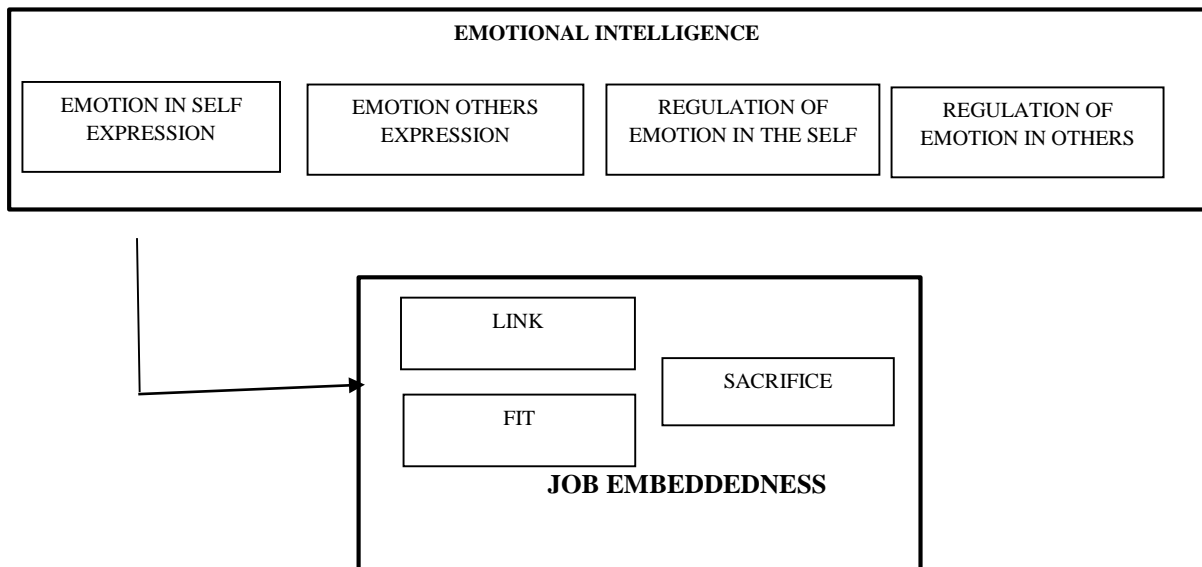 EMOTIONAL INTELLIGENCE
EMOTION IN SELF
EXPRESSION
EMOTION OTHERS
EXPRESSION
REGULATION OF
EMOTION IN THE SELF
REGULATION OF
EMOTION IN OTHERS
LINK
SACRIFICE
FIT
JOB EMBEDDEDNESS